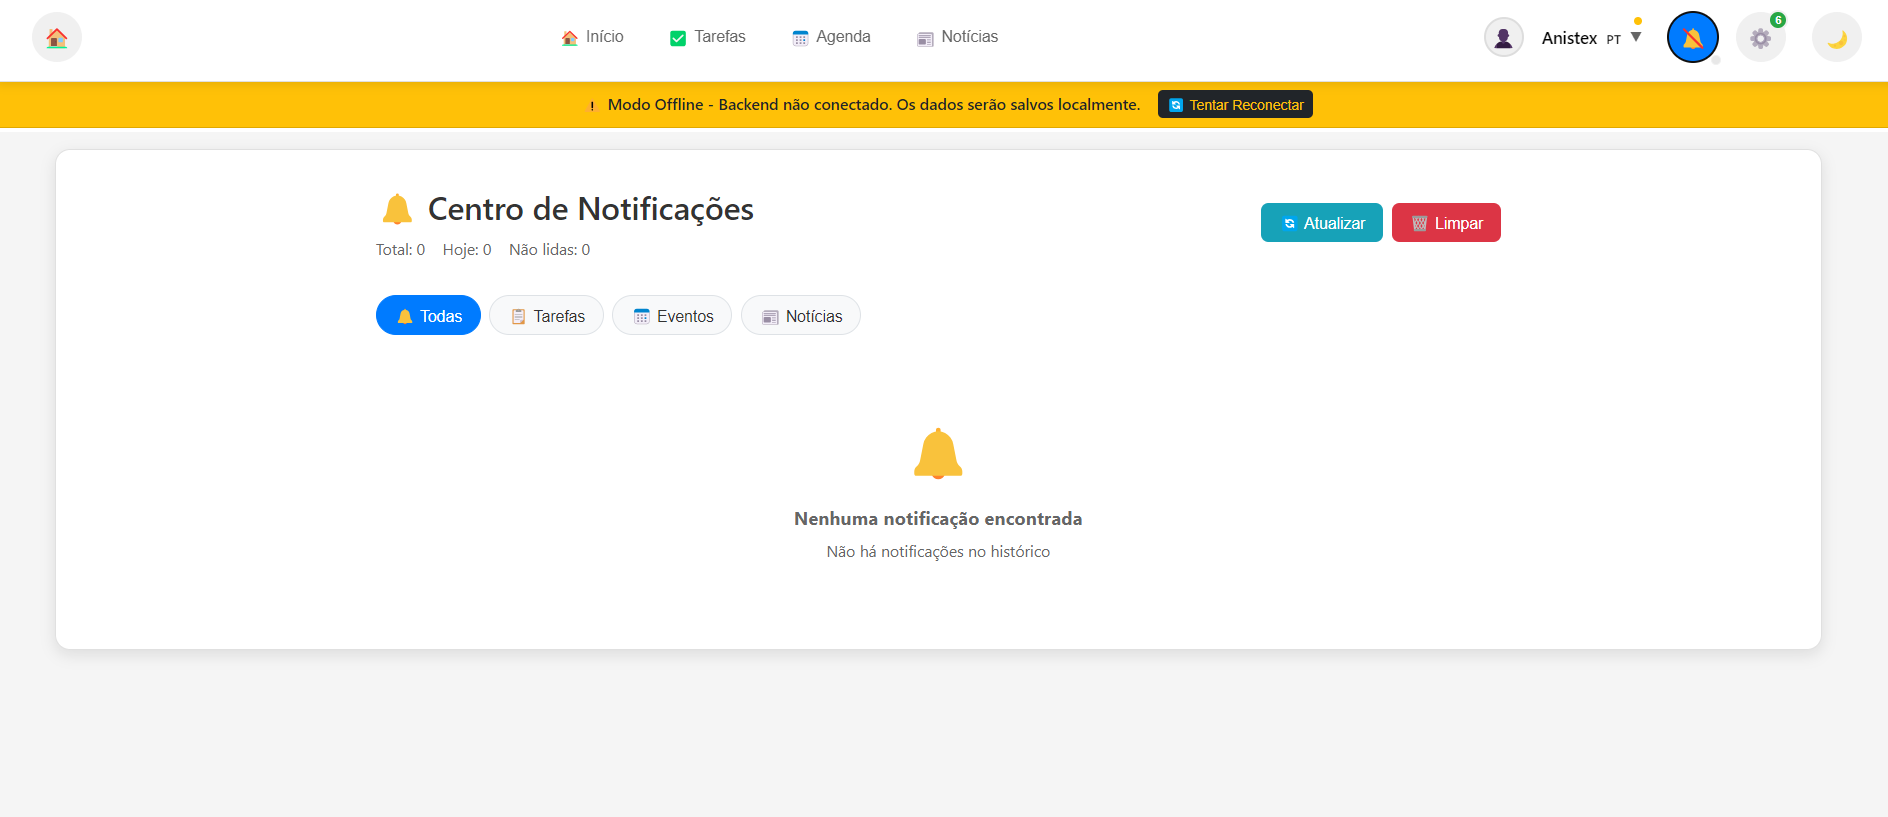 Início Tarefas Agenda Notícias Anistex PT 6
Modo Offline - Backend não conectado. Os dados serão salvos localmente. Tentar Reconectar
Centro de Notificações
Atualizar Limpar
Total: 0 Hoje: 0 Não lidas: 0
Todas Tarefas Eventos Notícias
Nenhuma notificação encontrada
Não há notificações no histórico